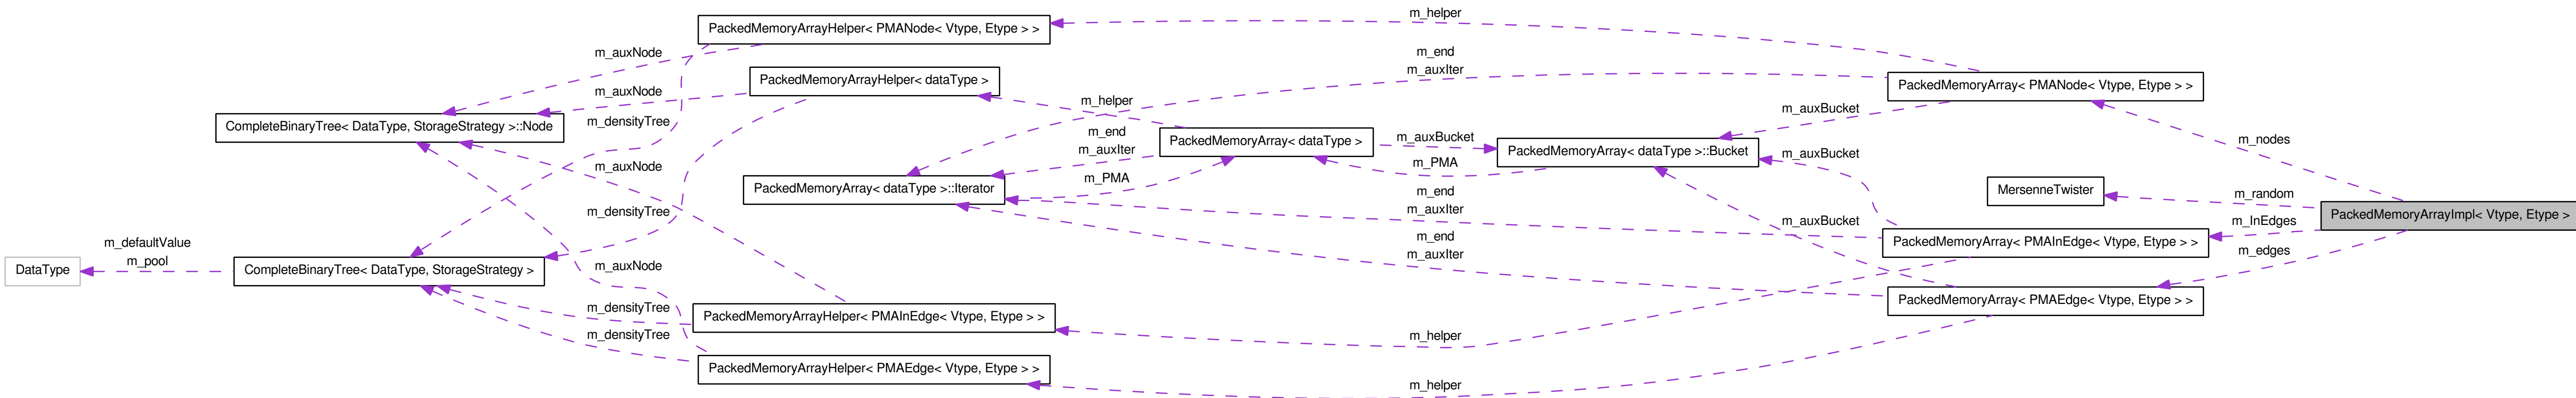 m_helper
PackedMemoryArrayHelper< PMANode< Vtype, Etype > >
m_auxNode
m_end
m_auxIter
PackedMemoryArrayHelper< dataType >
PackedMemoryArray< PMANode< Vtype, Etype > >
m_auxNode
m_helper
m_auxBucket
m_densityTree
CompleteBinaryTree< DataType, StorageStrategy >::Node
m_end
m_auxIter
PackedMemoryArray< dataType >
m_auxBucket
m_nodes
PackedMemoryArray< dataType >::Bucket
m_auxBucket
m_auxNode
m_PMA
m_PMA
PackedMemoryArray< dataType >::Iterator
MersenneTwister
m_random
m_end
m_auxIter
m_densityTree
m_auxBucket
m_InEdges
PackedMemoryArrayImpl< Vtype, Etype >
m_defaultValue
m_pool
m_end
m_auxIter
PackedMemoryArray< PMAInEdge< Vtype, Etype > >
m_edges
DataType
CompleteBinaryTree< DataType, StorageStrategy >
m_auxNode
PackedMemoryArray< PMAEdge< Vtype, Etype > >
m_densityTree
PackedMemoryArrayHelper< PMAInEdge< Vtype, Etype > >
m_densityTree
m_helper
PackedMemoryArrayHelper< PMAEdge< Vtype, Etype > >
m_helper